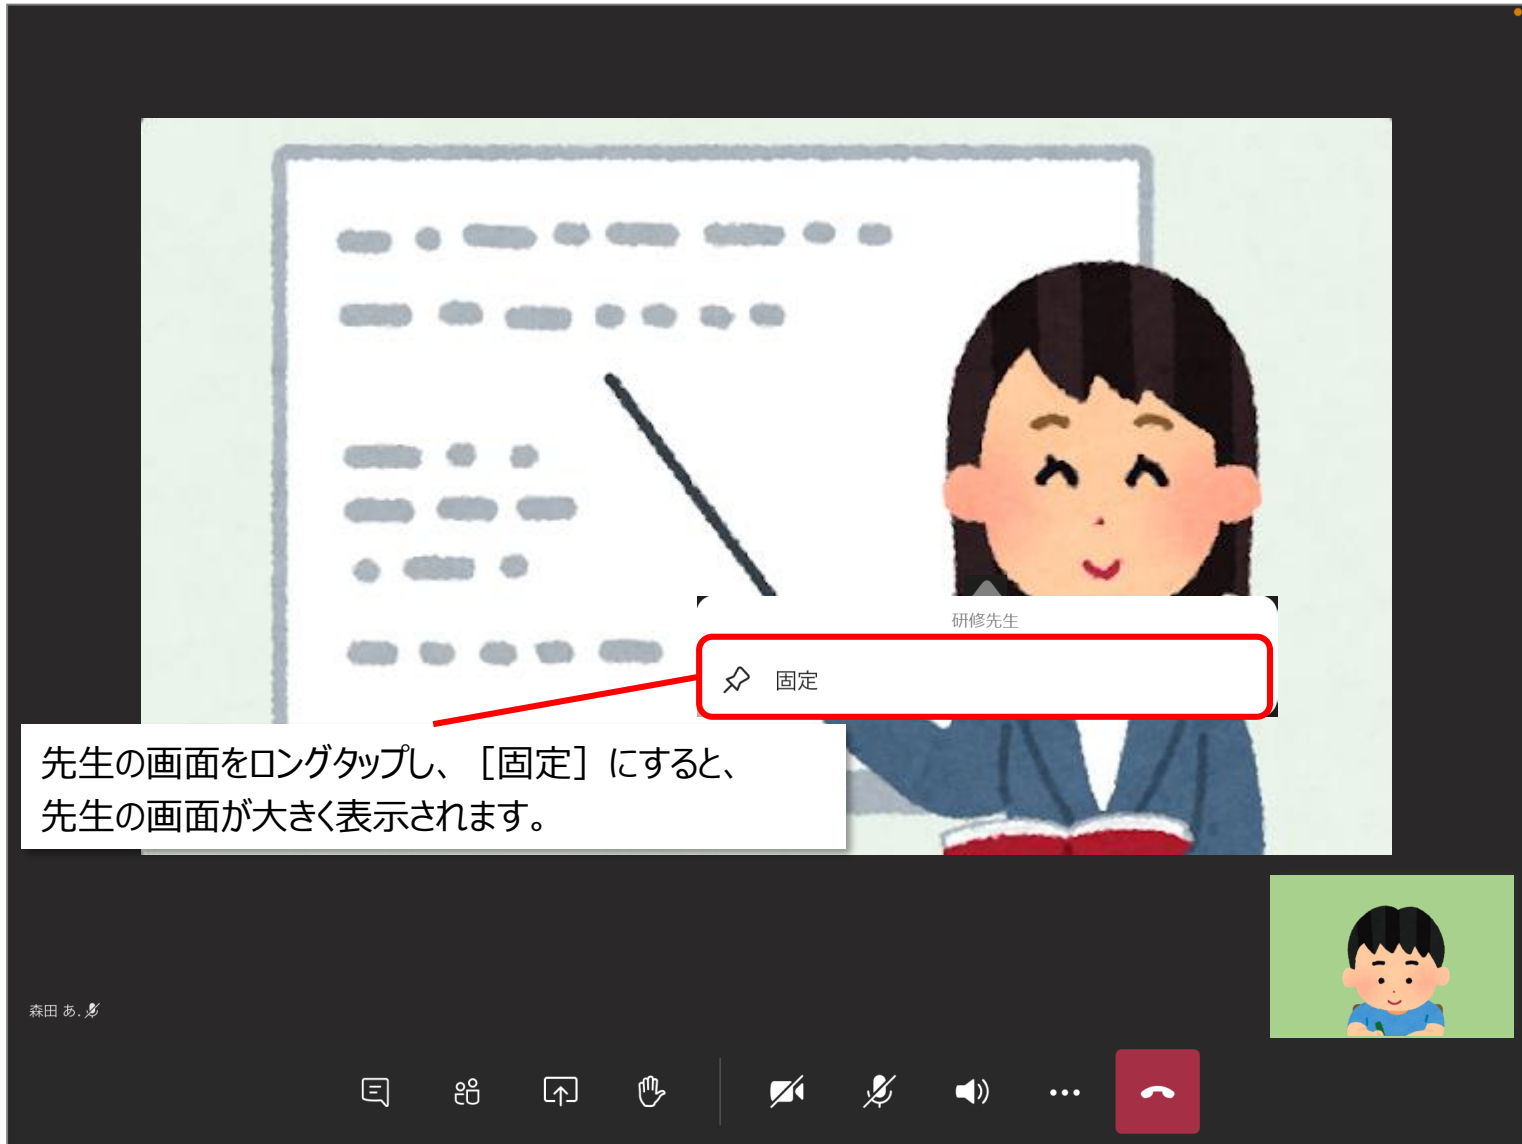 研修先生
固定
先生の画面をロングタップし、［固定］にすると、
先生の画面が大きく表示されます。
森田 あ.